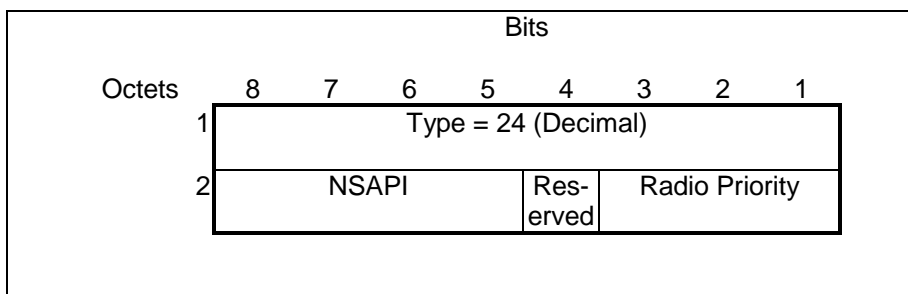 Bits
Octets 8 7 6 5 4 3 2 1
1 Type = 24 (Decimal)
2 NSAPI Res- Radio Priority
erved